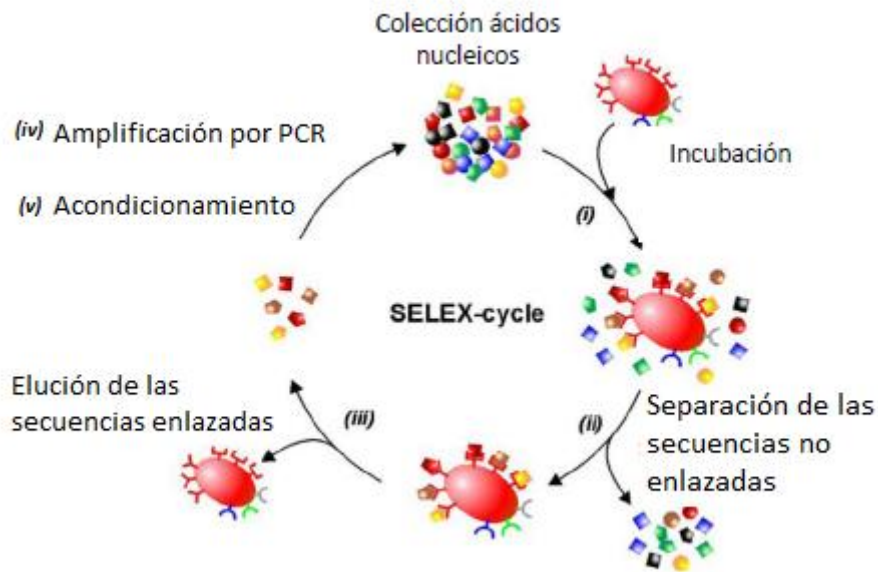 Colección ácidos
nucleicos
Incubación
(i)
Separación de las
secuencias no
enlazadas
(ii)
Elución de las
secuencias enlazadas
(iii)
(iv) Amplificación por PCR
(v) Acondicionamiento
SELEX-cycle